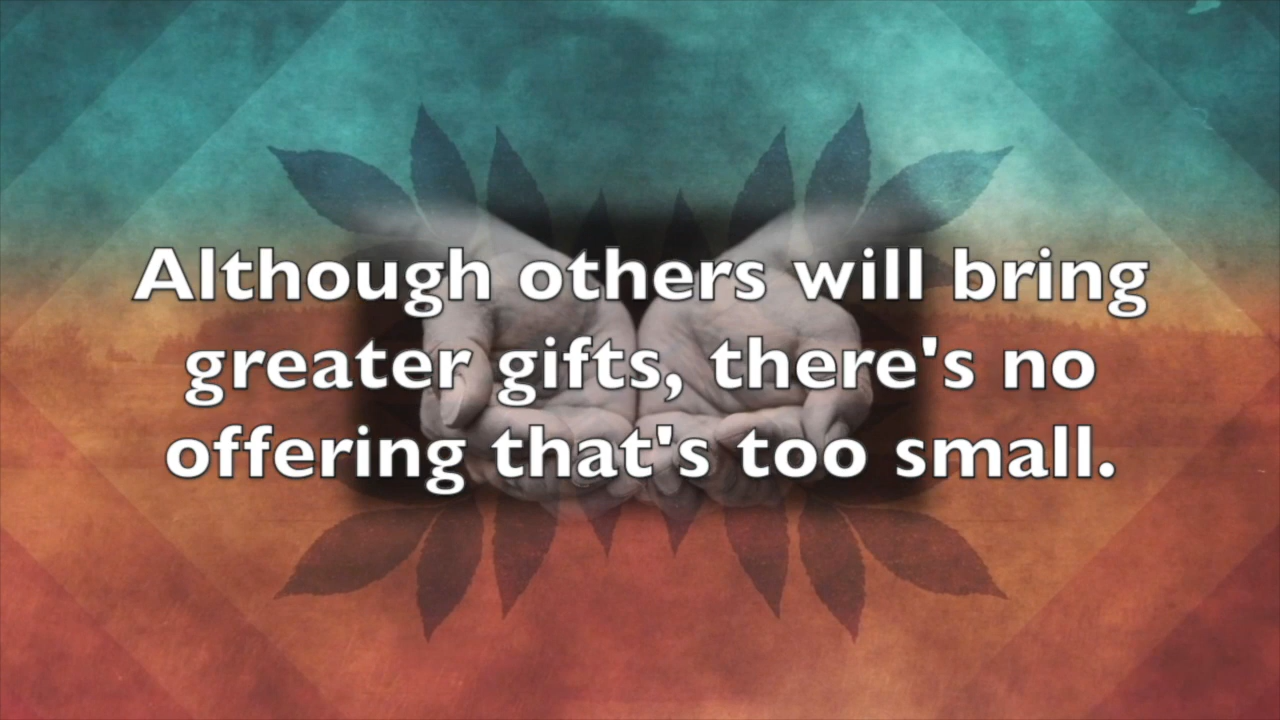 Although others will bring
greater gifts, there's no
offering that's too small.